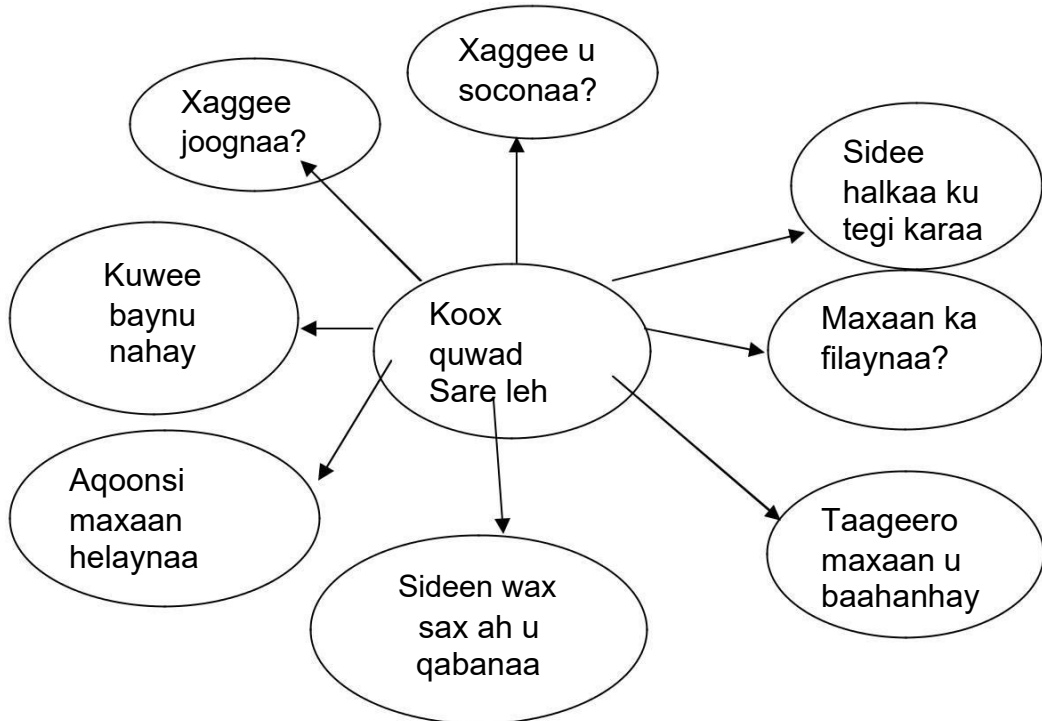 Xaggee u
soconaa?
Xaggee
joognaa?
Sidee
halkaa ku
tegi karaa
Kuwee
baynu
nahay
Koox
quwad
Sare leh
Maxaan ka
filaynaa?
Aqoonsi
maxaan
helaynaa
Sideen wax
sax ah u
qabanaa
Taageero
maxaan u
baahanhay